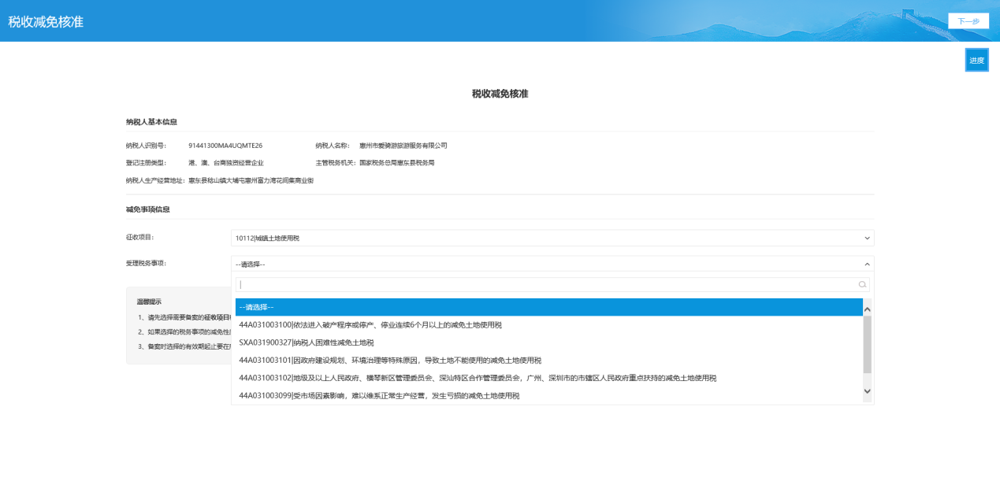 税收减免核准
下一步
进度
税收减免核准
纳税人基本信息
纳税人识别号： 91441300MA4UQMTE26 纳税人名称： 惠州市爱骑游旅游服务有限公司
登记注册类型： 港、澳、台商独资经营企业 主管税务机关： 国家税务总局惠东县税务局
纳税人生产经营地址： 惠东县稔山镇大埔屯惠州富力湾花间集商业街
减免事项信息
征收项目： 10112|城镇土地使用税
受理税务事项： --请选择--
--请选择--
44A031003100|依法进入破产程序或停产、停业连续6个月以上的减免土地使用税
SXA031900327|纳税人困难性减免土地税
44A031003101|因政府建设规划、环境治理等特殊原因，导致土地不能使用的减免土地使用税
44A031003102|地级及以上人民政府、横琴新区管理委员会、深汕特区合作管理委员会，广州、深圳市的市辖区人民政府重点扶持的减免土地使用税
44A031003099|受市场因素影响，难以维系正常生产经营，发生亏损的减免土地使用税
温馨提示
1、请先选择需要备案的征收项目
2、如果选择的税务事项的减免性
3、备案时选择的有效期起止要在